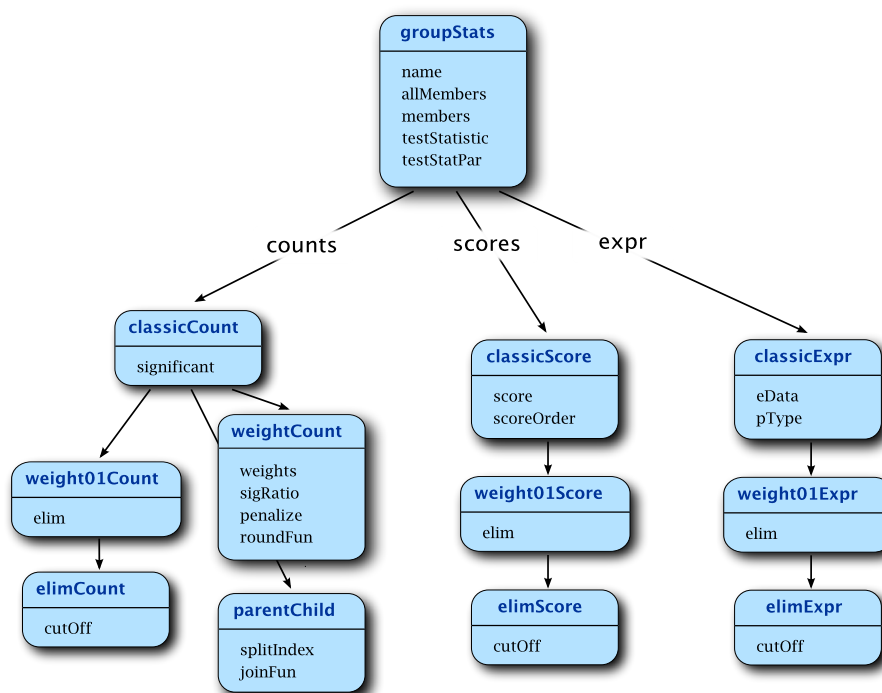 groupStats
name
allMembers
members
testStatistic
testStatPar
counts
scores
expr
classicCount
significant
classicScore
score
scoreOrder
classicExpr
eData
pType
weight01Count
elim
weightCount
weights
sigRatio
penalize
roundFun
weight01Score
elim
weight01Expr
elim
elimCount
cutOff
parentChild
splitIndex
joinFun
elimScore
cutOff
elimExpr
cutOff